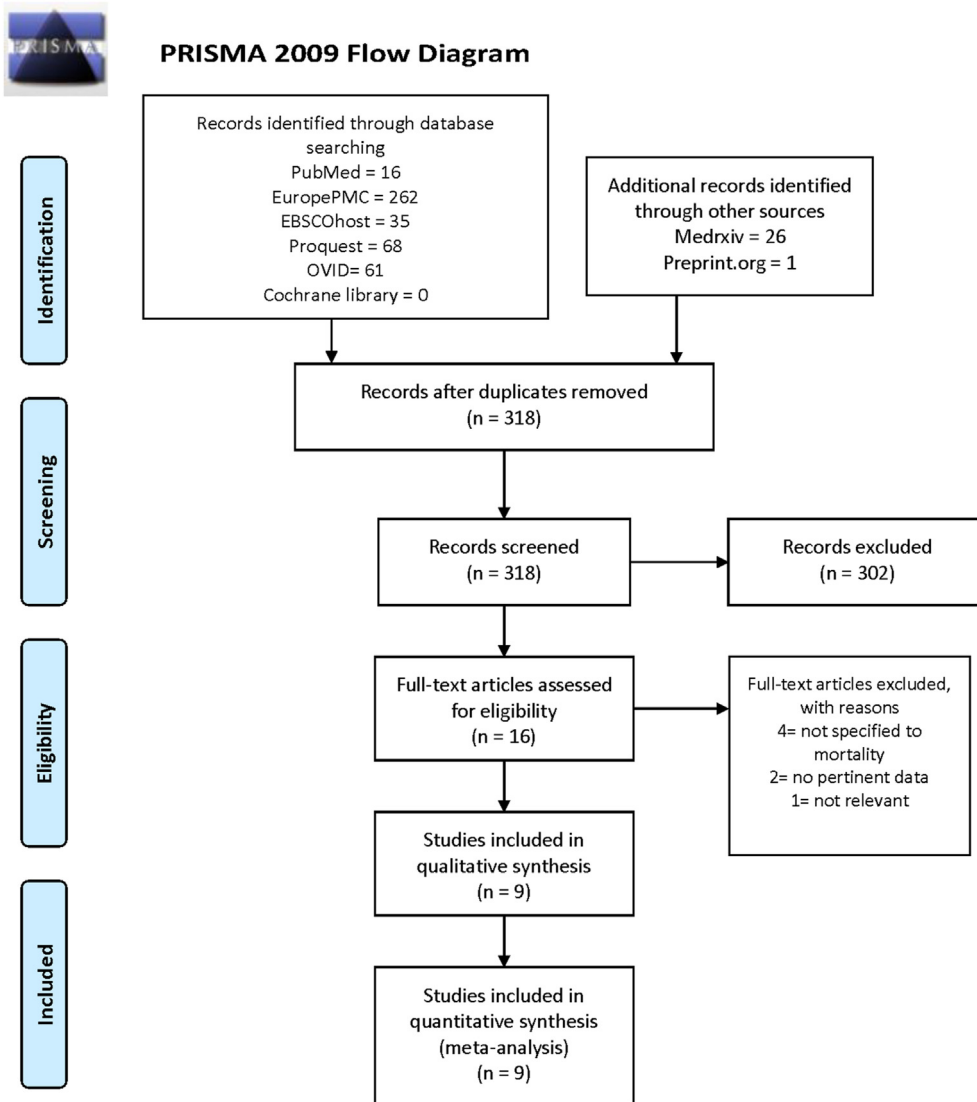 PRISMA
PRISMA 2009 Flow Diagram
Identification
Records identified through database
searching
PubMed = 16
EuropePMC = 262
EBSCOhost = 35
Proquest = 68
OVID= 61
Cochrane library = 0
Additional records identified
through other sources
Medrxiv = 26
Preprint.org = 1
Records after duplicates removed
(n = 318)
Screening
Records screened
(n = 318)
Records excluded
(n = 302)
Eligibility
Full-text articles assessed
for eligibility
(n = 16)
Full-text articles excluded,
with reasons
4= not specified to
mortality
2= no pertinent data
1= not relevant
Studies included in
qualitative synthesis
(n = 9)
Included
Studies included in
quantitative synthesis
(meta-analysis)
(n = 9)